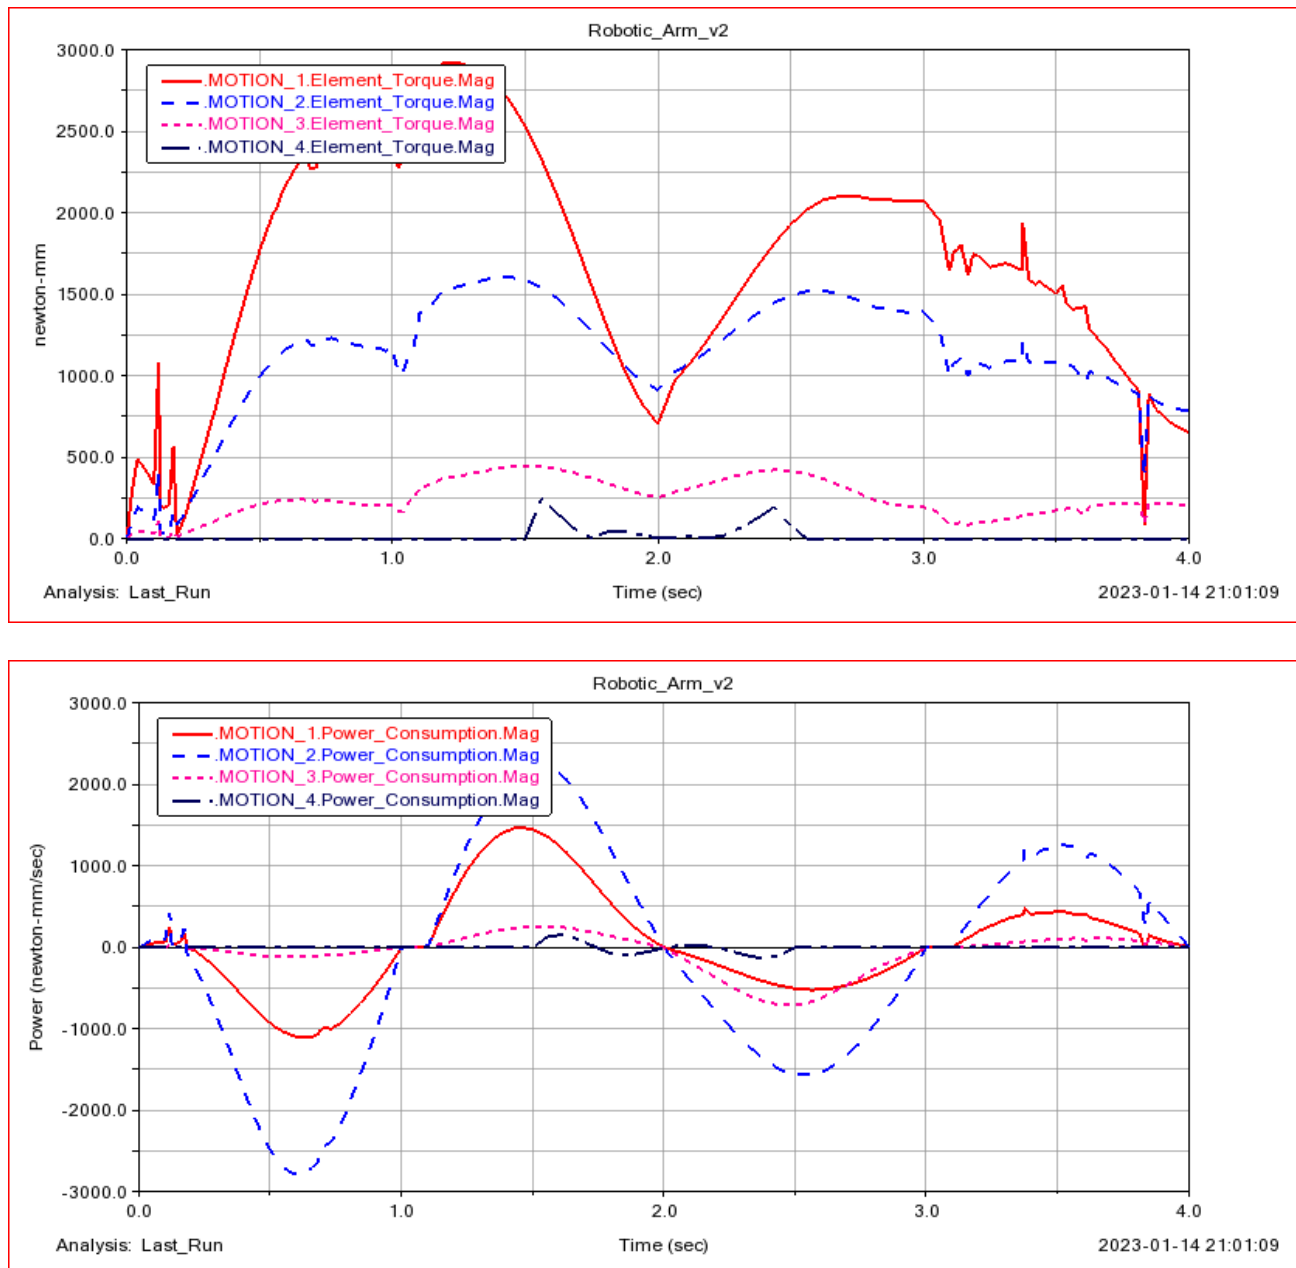 Robotic_Arm_v2
3000.0
.MOTION_1.Element_Torque.Mag
.MOTION_2.Element_Torque.Mag
.MOTION_3.Element_Torque.Mag
.MOTION_4.Element_Torque.Mag
2500.0
2000.0
newton-mm
1500.0
1000.0
500.0
0.0
0.0 1.0 2.0 3.0 4.0
Analysis: Last_Run Time (sec) 2023-01-14 21:01:09
Robotic_Arm_v2
3000.0
.MOTION_1.Power_Consumption.Mag
.MOTION_2.Power_Consumption.Mag
.MOTION_3.Power_Consumption.Mag
.MOTION_4.Power_Consumption.Mag
2000.0
1000.0
Power (newton-mm/sec)
0.0
-1000.0
-2000.0
-3000.0
0.0 1.0 2.0 3.0 4.0
Analysis: Last_Run Time (sec) 2023-01-14 21:01:09